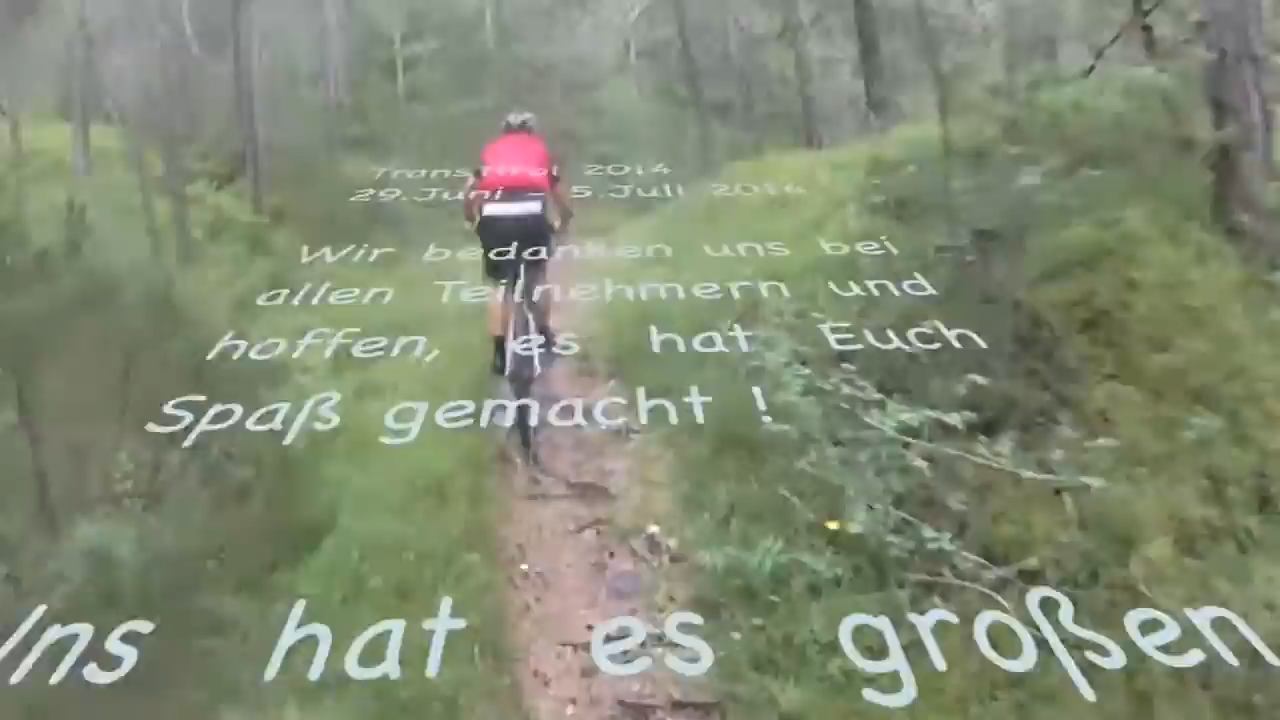 2014
29.Juni - 5.Juli 2014
Wir bedanken uns bei
allen Teilnehmern und
hoffen, es hat Euch
Spaß gemacht !
Uns hat es großen